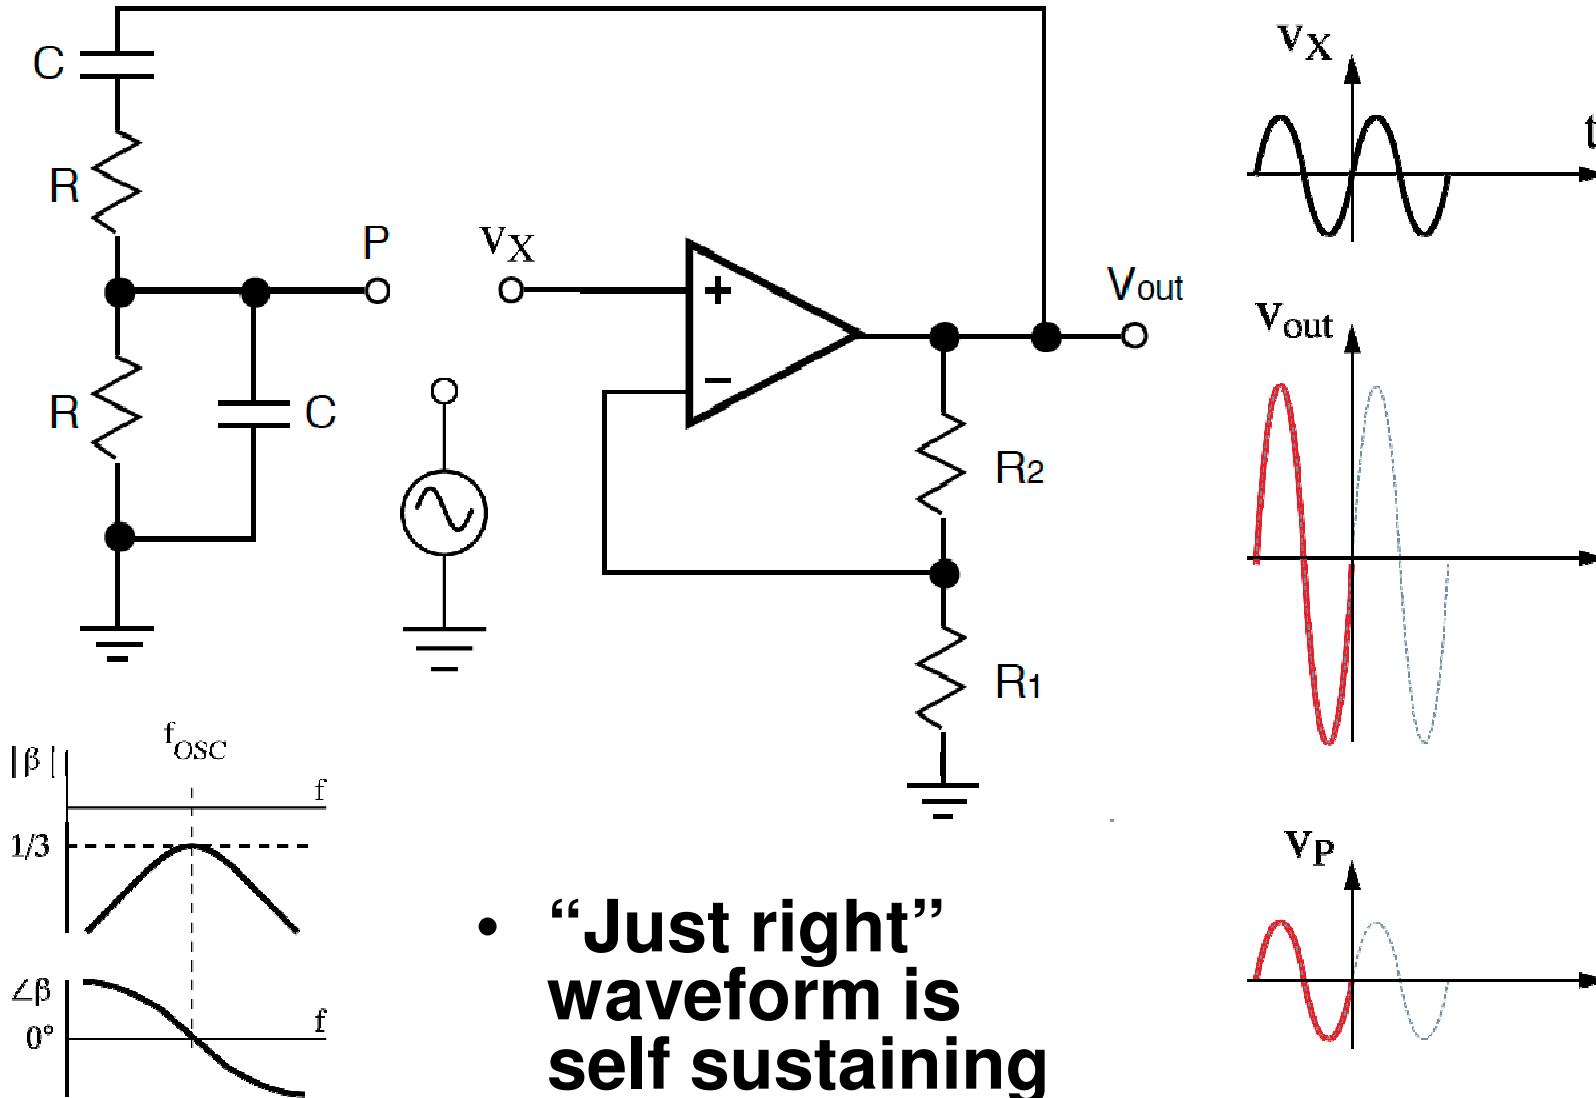 C
R
P
vX
+
−
Vout
R
C
R2
R1
vX
t
vout
vP
fOSC
|β|
f
1/3
∠β
0°
f
• “Just right”
waveform is
self sustaining